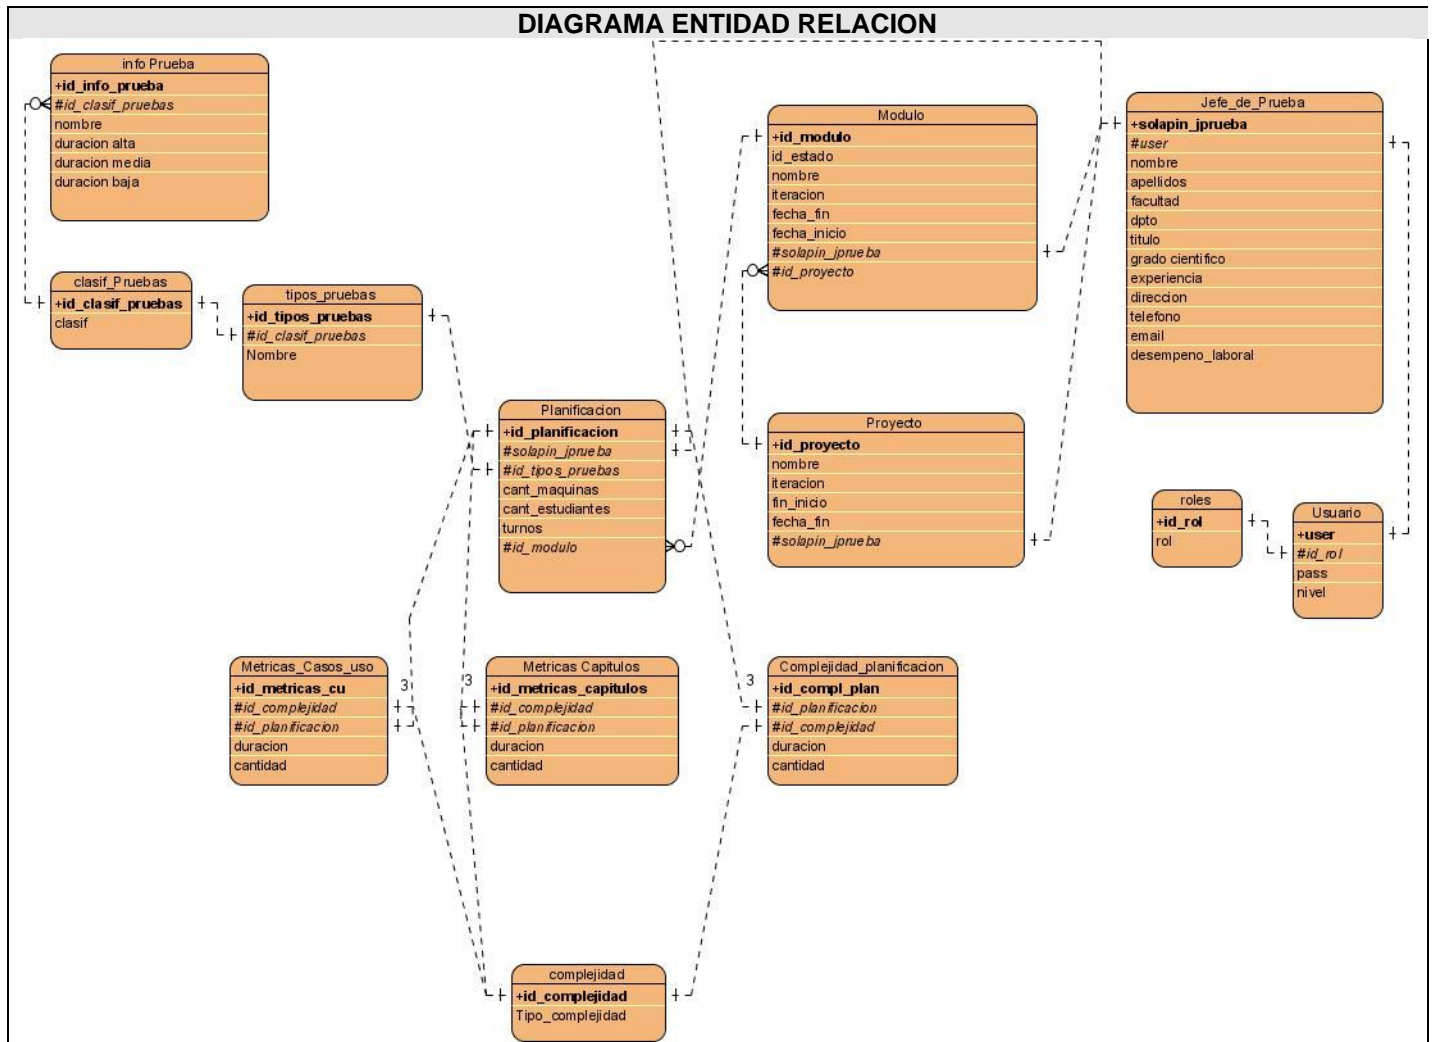 DIAGRAMA ENTIDAD RELACION
info Prueba
+id_info_prueba
#id_clasif_pruebas
nombre
duracion alta
duracion media
duracion baja
clasif_Pruebas
+id_clasif_pruebas
clasif
tipos_pruebas
+id_tipos_pruebas
#id_clasif_pruebas
Nombre
Planificacion
+id_planificacion
#solapin_jprueba
#id_tipos_pruebas
cant_maquinas
cant_estudiantes
turnos
#id_modulo
Modulo
+id_modulo
id_estado
nombre
iteracion
fecha_fin
fecha_inicio
#solapin_jprueba
#id_proyecto
Proyecto
+id_proyecto
nombre
iteracion
fin_inicio
fecha_fin
#solapin_jprueba
Jefe_de_Prueba
+solapin_jprueba
#user
nombre
apellidos
facultad
dpto
titulo
grado cientifico
experiencia
direccion
telefono
email
desempeno_laboral
roles
+id_rol
rol
Usuario
+user
#id_rol
pass
nivel
Metricas_Casos_uso
+id_metricas_cu
#id_complejidad
#id_planificacion
duracion
cantidad
3
3
Metricas Capitulos
+id_metricas_capitulos
#id_complejidad
#id_planificacion
duracion
cantidad
3
Complejidad_planificacion
+id_compl_plan
#id_planificacion
#id_complejidad
duracion
cantidad
complejidad
+id_complejidad
Tipo_complejidad